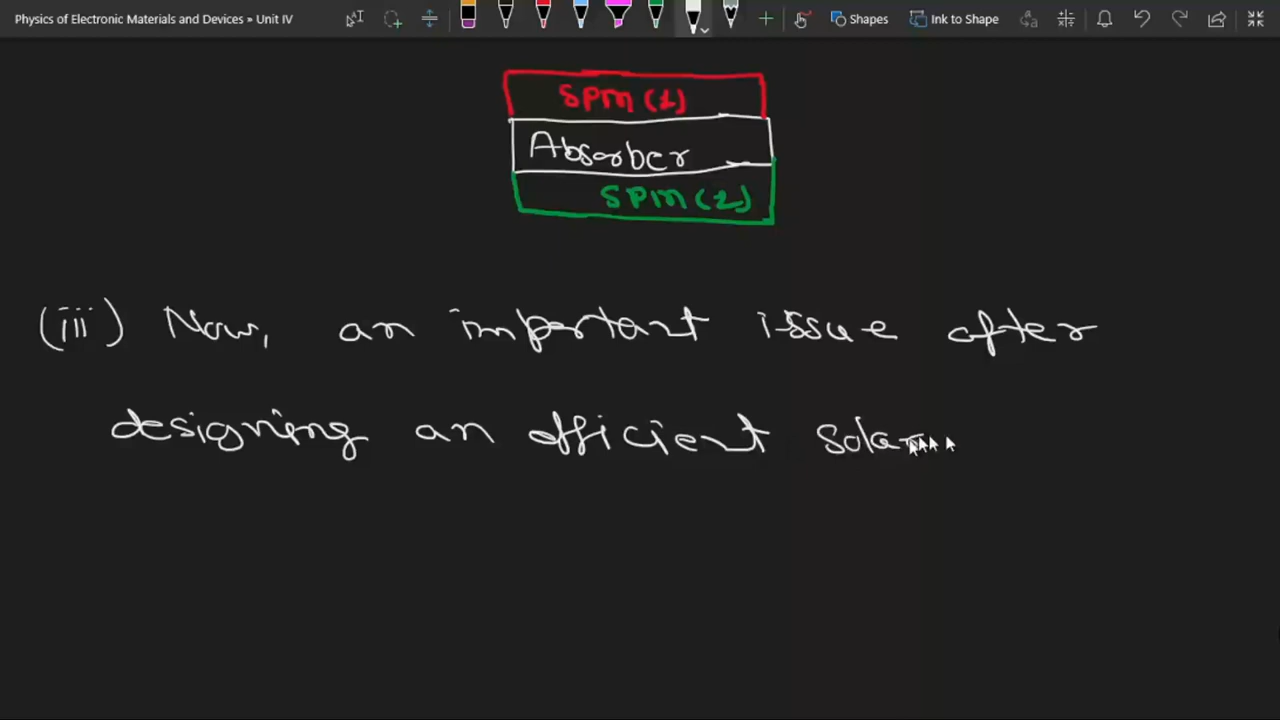 Physics of Electronic Materials and Devices » Unit IV
Shapes
Ink to Shape
SPM (1)
Absorber
SPM (2)
(iii) Now, an important issue after
designing an efficient solar